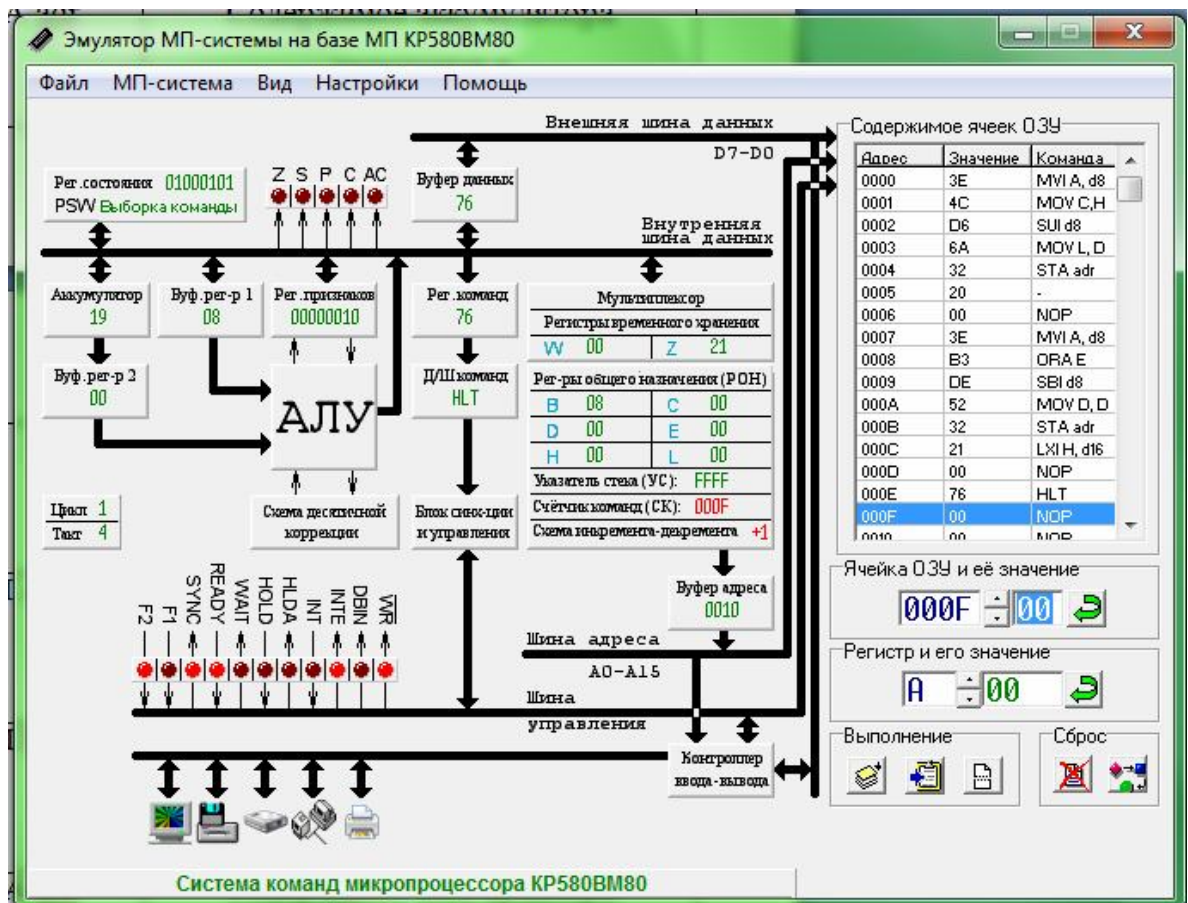 Эмулятор МП-системы на базе МП КР580ВМ80
Файл МП-система Вид Настройки Помощь
Внешняя шина данных
D7-D0
Рег.состояния 01000101
PSW Выборка команды
Z S P C AC
Буфер данных
76
Внутренняя
шина данных
Аккумулятор
19
Буф.рег-р 1
08
Рег.признаков
00000010
Рег.команд
76
Мультиплексор
Регистры временного хранения
W 00 Z 21
Буф.рег-р 2
00
АЛУ
Д/Ш команд
HLT
Рег-ры общего назначения (РОН)
B 08 C 00
D 00 E 00
H 00 L 00
Указатель стека (УС): FFFF
Счётчик команд (СК): 000F
Схема инкремента-декремента +1
Цикл 1
Такт 4
Схема десятичной
коррекции
Блок синх-ции
и управления
Буфер адреса
0010
F2 F1 SYNC READY WAIT HOLD HLDA INT INTE DBIN WR
Шина адреса
A0-A15
Шина
управления
Контроллер
ввода-вывода
Система команд микропроцессора КР580ВМ80
Содержимое ячеек ОЗУ
Адрес Значение Команда
0000 3E MVI A, d8
0001 4C MOV C,H
0002 D6 SUI d8
0003 6A MOV L, D
0004 32 STA adr
0005 20 -
0006 00 NOP
0007 3E MVI A, d8
0008 B3 ORA E
0009 DE SBI d8
000A 52 MOV D, D
000B 32 STA adr
000C 21 LXI H, d16
000D 00 NOP
000E 76 HLT
000F 00 NOP
0010 00 NOP
Ячейка ОЗУ и её значение
000F 00
Регистр и его значение
A 00
Выполнение
Сброс